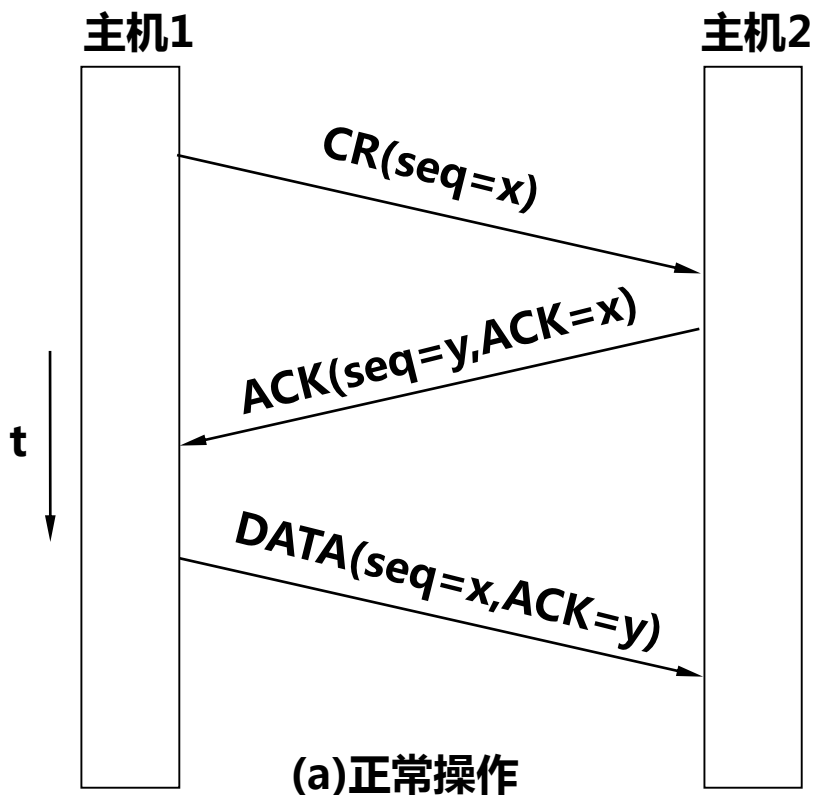 主机1
主机2
CR(seq=x)
ACK(seq=y,ACK=x)
t
DATA(seq=x,ACK=y)
(a)正常操作